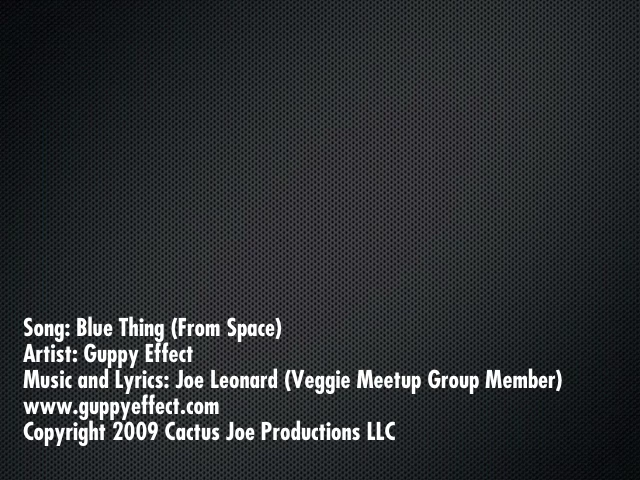 Song: Blue Thing (From Space)
Artist: Guppy Effect
Music and Lyrics: Joe Leonard (Veggie Meetup Group Member)
www.guppyeffect.com
Copyright 2009 Cactus Joe Productions LLC